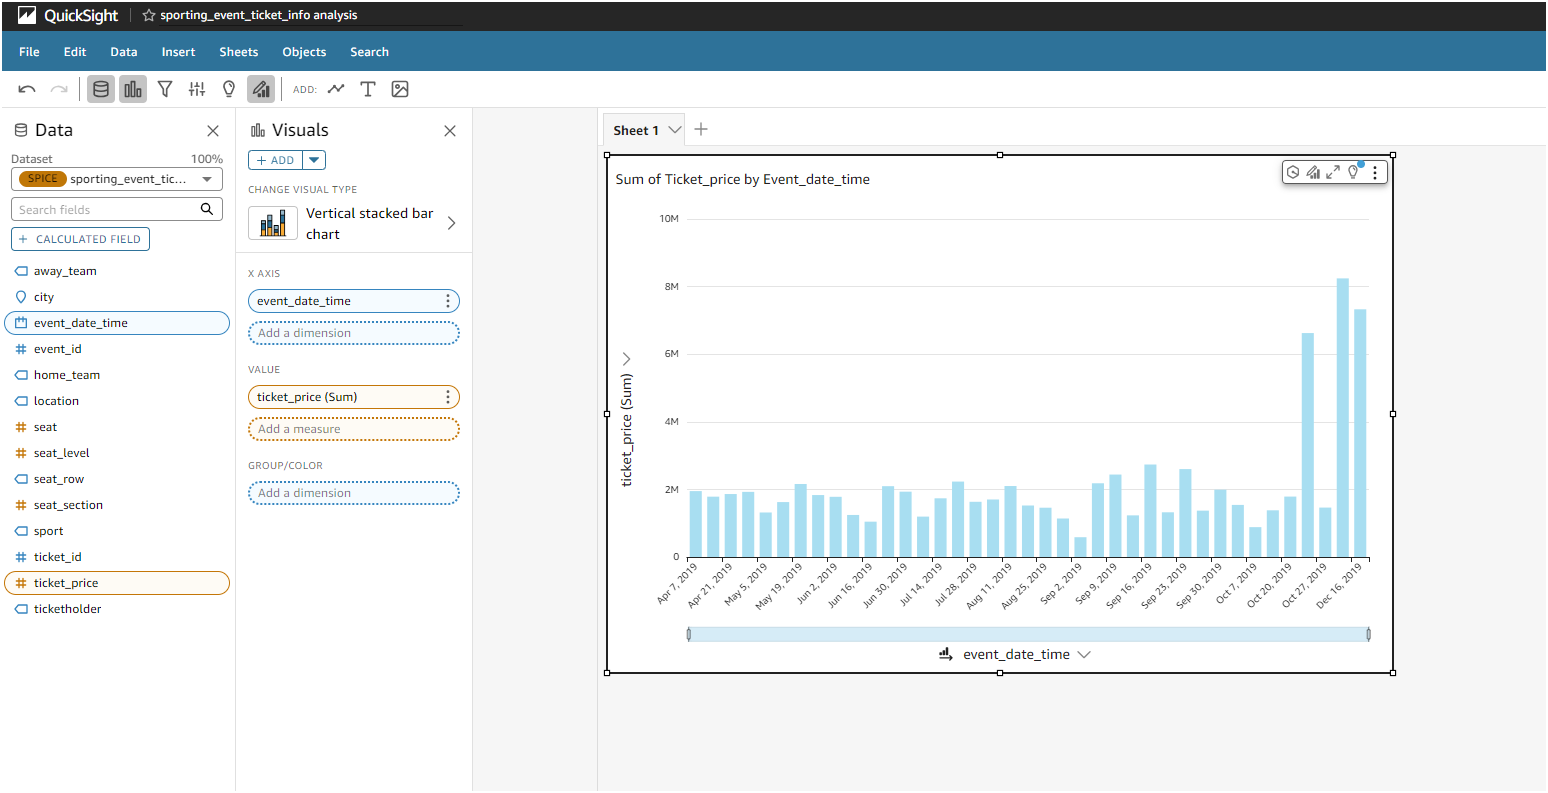 QuickSight
sporting_event_ticket_info analysis
File Edit Data Insert Sheets Objects Search
ADD:
Data
Dataset 100%
SPICE sporting_event_tic...
Search fields
+ CALCULATED FIELD
away_team
city
event_date_time
event_id
home_team
location
seat
seat_level
seat_row
seat_section
sport
ticket_id
ticket_price
ticketholder
Visuals
+ ADD
CHANGE VISUAL TYPE
Vertical stacked bar
chart
X AXIS
event_date_time
Add a dimension
VALUE
ticket_price (Sum)
Add a measure
GROUP/COLOR
Add a dimension
Sheet 1
Sum of Ticket_price by Event_date_time
ticket_price (Sum)
10M
8M
6M
4M
2M
0
Apr 7, 2019
Apr 21, 2019
May 5, 2019
May 19, 2019
Jun 2, 2019
Jun 16, 2019
Jun 30, 2019
Jul 14, 2019
Jul 28, 2019
Aug 11, 2019
Aug 25, 2019
Sep 2, 2019
Sep 9, 2019
Sep 16, 2019
Sep 23, 2019
Sep 30, 2019
Oct 7, 2019
Oct 20, 2019
Oct 27, 2019
Dec 16, 2019
event_date_time